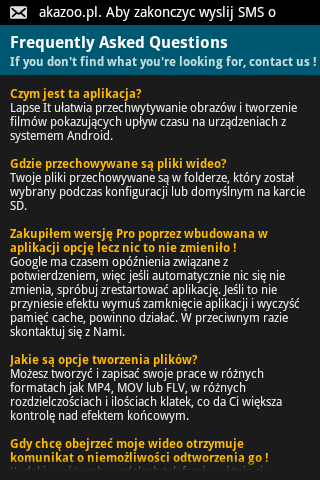 akazoo.pl. Aby zakonczyc wyslij SMS o
Frequently Asked Questions
If you don't find what you're looking for, contact us !
Czym jest ta aplikacja?
Lapse It ułatwia przechwytywanie obrazów i tworzenie
filmów pokazujących upływ czasu na urządzeniach z
systemem Android.
Gdzie przechowywane są pliki wideo?
Twoje pliki przechowywane są w folderze, który został
wybrany podczas konfiguracji lub domyślnym na karcie
SD.
Zakupiłem wersję Pro poprzez wbudowana w
aplikacji opcję lecz nic to nie zmieniło !
Google ma czasem opóźnienia związane z
potwierdzeniem, więc jeśli automatycznie nic się nie
zmienia, spróbuj zrestartować aplikację. Jeśli to nie
przyniesie efektu wymuś zamknięcie aplikacji i wyczyść
pamięć cache, powinno działać. W przeciwnym razie
skontaktuj się z Nami.
Jakie są opcje tworzenia plików?
Możesz tworzyć i zapisać swoje prace w różnych
formatach jak MP4, MOV lub FLV, w różnych
rozdzielczościach i ilościach klatek, co da Ci większa
kontrolę nad efektem końcowym.
Gdy chcę obejrzeć moje wideo otrzymuje
komunikat o niemożliwości odtworzenia go !